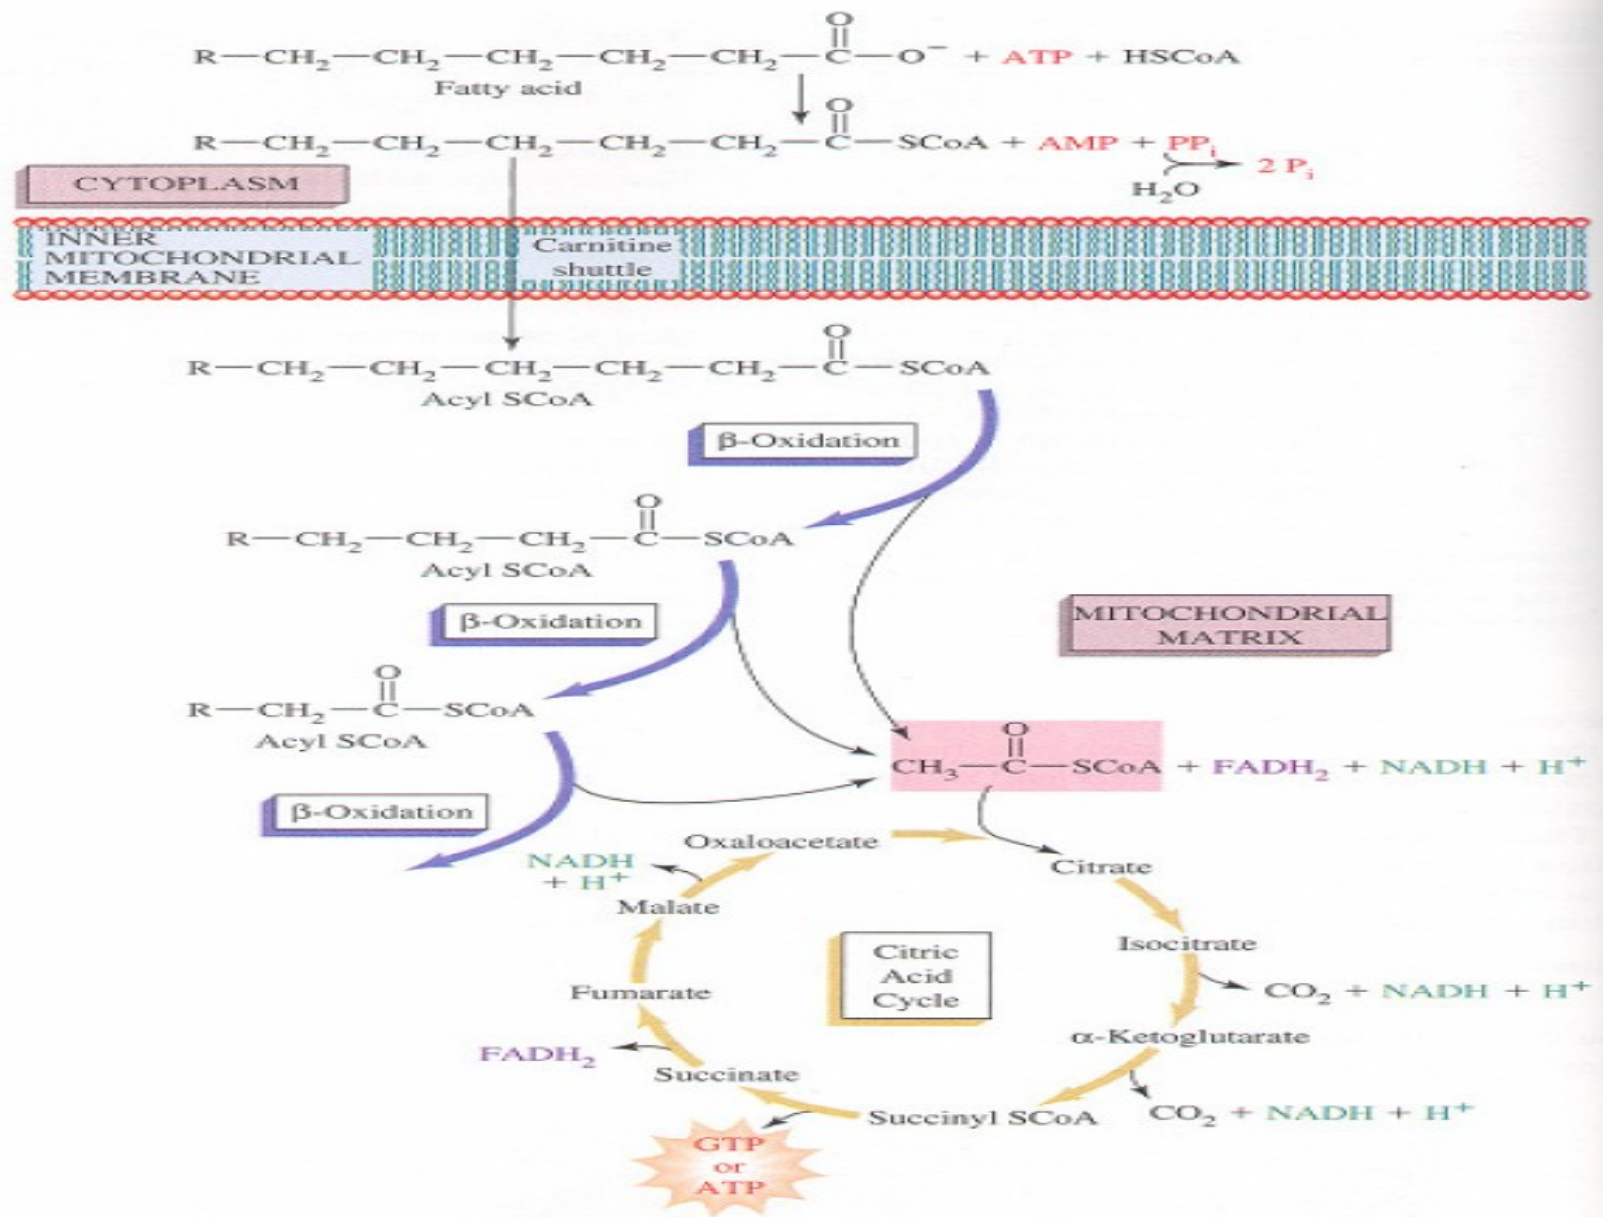 O
R—CH₂—CH₂—CH₂—CH₂—CH₂—C—O⁻ + ATP + HSCoA
Fatty acid
O
R—CH₂—CH₂—CH₂—CH₂—CH₂—C—SCoA + AMP + PPᵢ
2 Pᵢ
H₂O
CYTOPLASM
INNER
MITOCHONDRIAL
MEMBRANE
Carnitine
shuttle
O
R—CH₂—CH₂—CH₂—CH₂—CH₂—C—SCoA
Acyl SCoA
β-Oxidation
O
R—CH₂—CH₂—CH₂—C—SCoA
Acyl SCoA
β-Oxidation
MITOCHONDRIAL
MATRIX
O
R—CH₂—C—SCoA
Acyl SCoA
O
CH₃—C—SCoA + FADH₂ + NADH + H⁺
β-Oxidation
Oxaloacetate
Citrate
NADH
+ H⁺
Malate
Isocitrate
Citric
Acid
Cycle
CO₂ + NADH + H⁺
Fumarate
α-Ketoglutarate
FADH₂
Succinate
Succinyl SCoA
CO₂ + NADH + H⁺
GTP
or
ATP